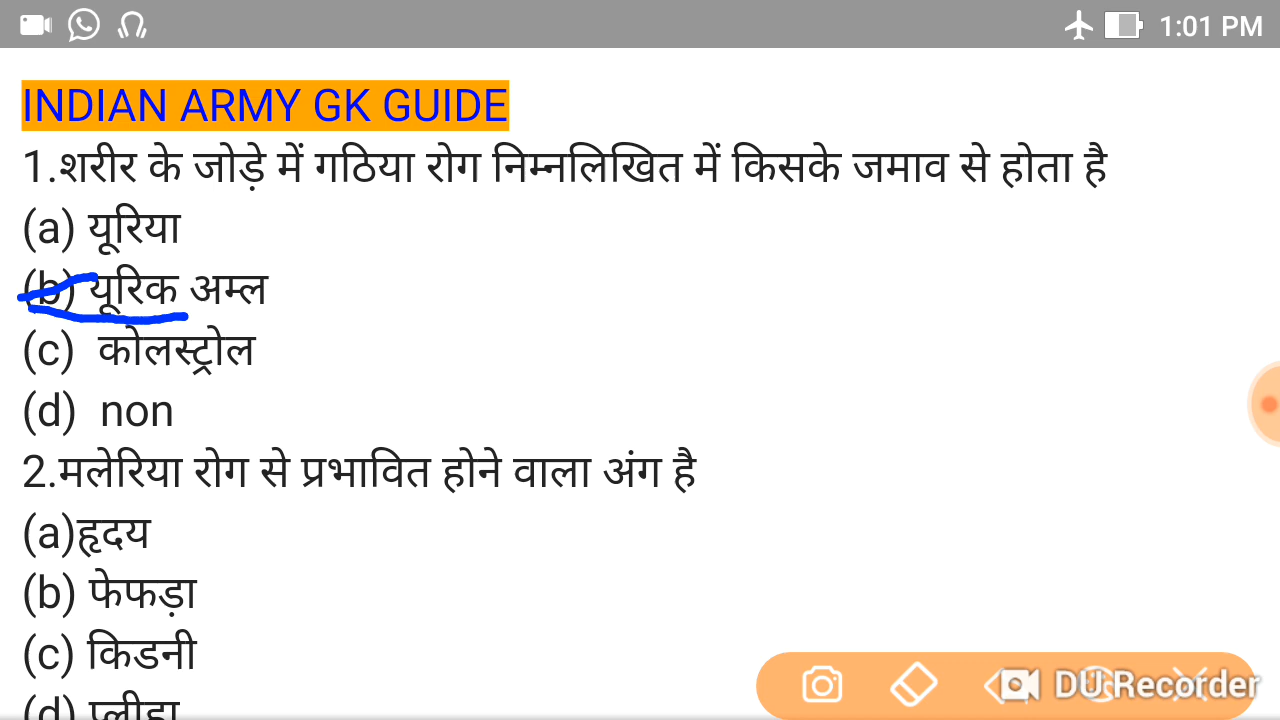 1:01 PM
INDIAN ARMY GK GUIDE
1.शरीर के जोड़े में गठिया रोग निम्नलिखित में किसके जमाव से होता है
(a) यूरिया
(b) यूरिक अम्ल
(c) कोलस्ट्रोल
(d) non
2.मलेरिया रोग से प्रभावित होने वाला अंग है
(a)हृदय
(b) फेफड़ा
(c) किडनी
(d) प्लीहा
DU Recorder